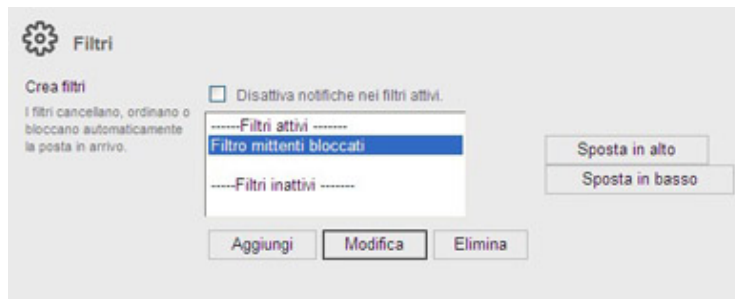 Filtri
Crea filtri
I filtri cancellano, ordinano o
bloccano automaticamente
la posta in arrivo.
Disattiva notifiche nei filtri attivi.
------Filtri attivi -------
Filtro mittenti bloccati
-----Filtri inattivi -------
Sposta in alto
Sposta in basso
Aggiungi
Modifica
Elimina